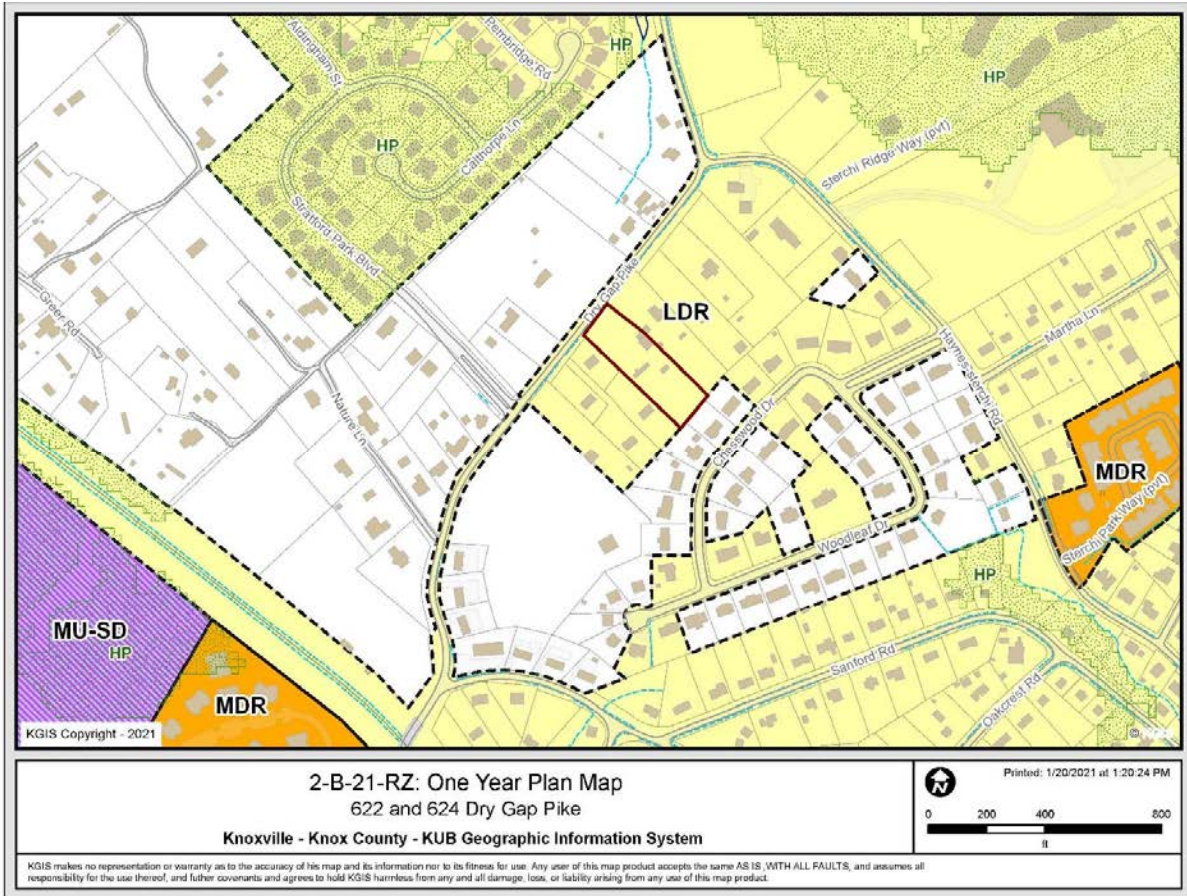 Aldingham St
Pembridge Rd
HP
HP
HP
Calthorpe Ln
Sterchi Ridge Way (pvt)
Stratford Park Blvd
Greer Rd
Dry Gap Pike
LDR
Martha Ln
Haynes-sterchi Rd
Nature Ln
Chesswood Dr
MDR
Sterchi Park Way (pvt)
Woodleaf Dr
HP
MU-SD
HP
Sanford Rd
MDR
Oakcrest Rd
KGIS Copyright - 2021
2-B-21-RZ: One Year Plan Map
622 and 624 Dry Gap Pike
Knoxville - Knox County - KUB Geographic Information System
N
Printed: 1/20/2021 at 1:20:24 PM
0 200 400 800
ft
KGIS makes no representation or warranty as to the accuracy of his map and its information nor to its fitness for use. Any user of this map product accepts the same AS IS ,WITH ALL FAULTS, and assumes all
responsibility for the use thereof, and futher covenants and agrees to hold KGIS harmless from any and all damage, loss, or liability arising from any use of this map product.